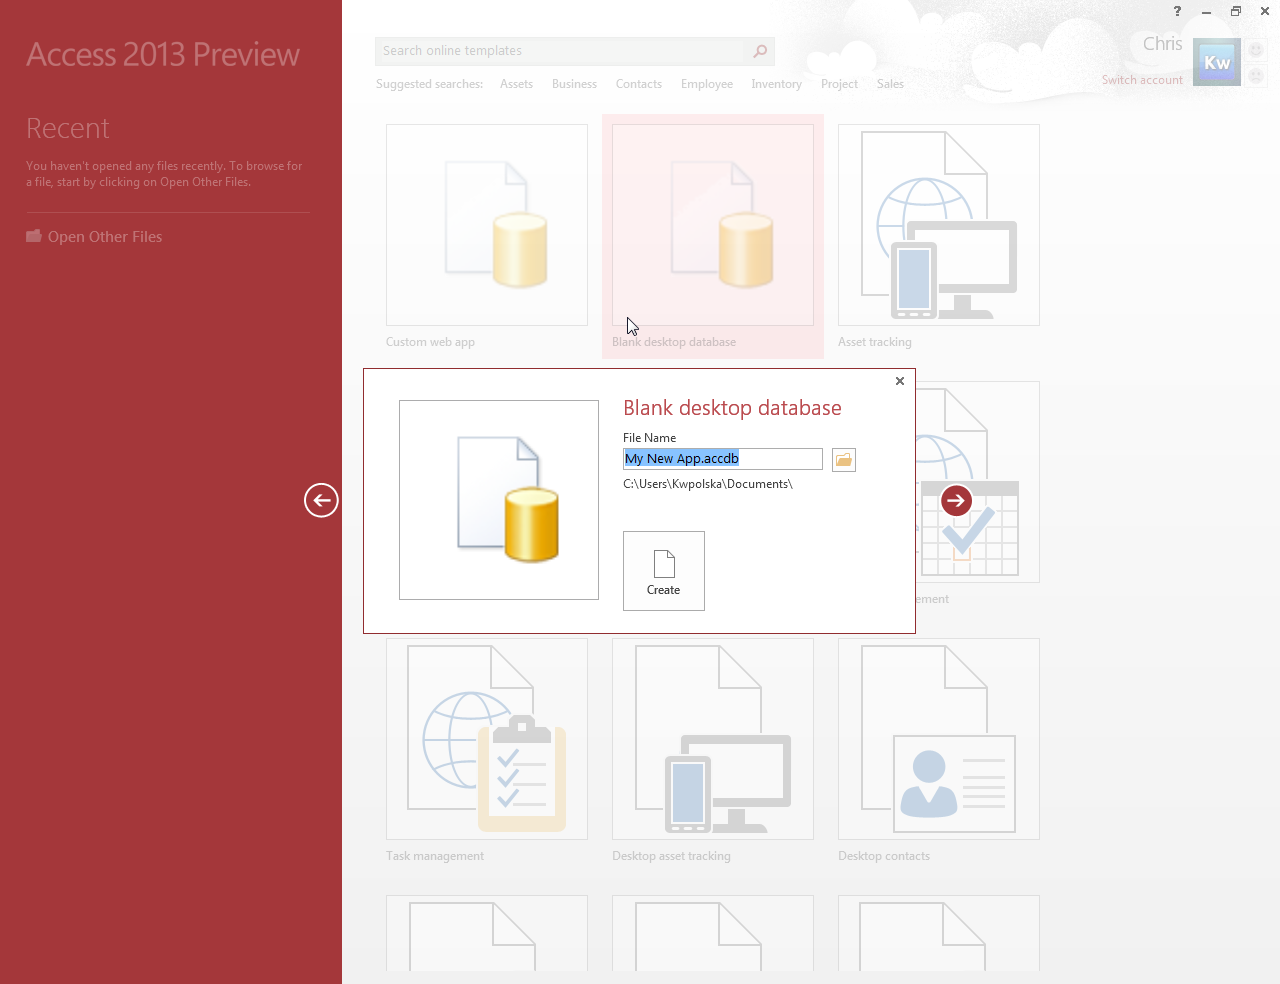 ?
Access 2013 Preview
Search online templates
Chris
Kw
Switch account
Suggested searches: Assets Business Contacts Employee Inventory Project Sales
Recent
You haven't opened any files recently. To browse for
a file, start by clicking on Open Other Files.
Open Other Files
Custom web app
Blank desktop database
Asset tracking
Blank desktop database
File Name
My New App.accdb
C:\Users\Kwpolska\Documents\
Create
ement
Task management
Desktop asset tracking
Desktop contacts